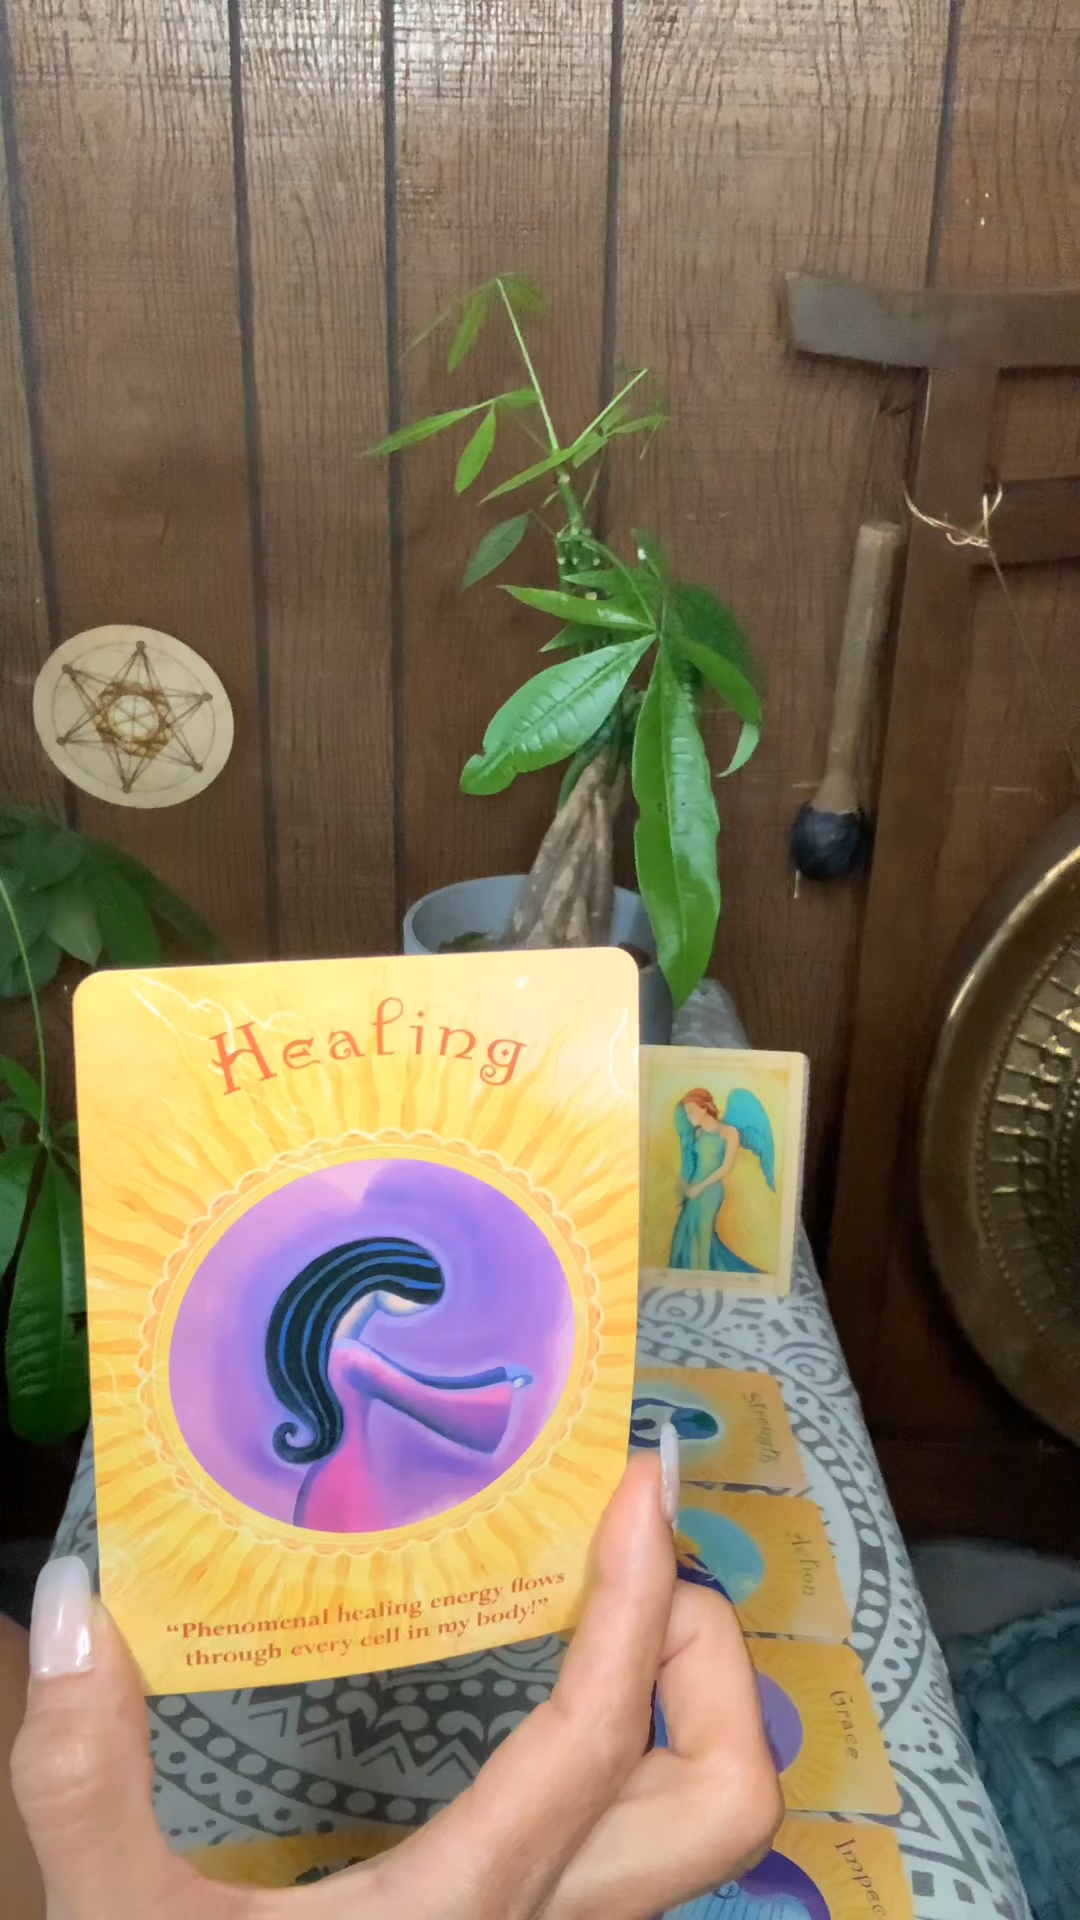 Healing
“Phenomenal healing energy flows
through every cell in my body!”
Strength
Action
Grace
Impec